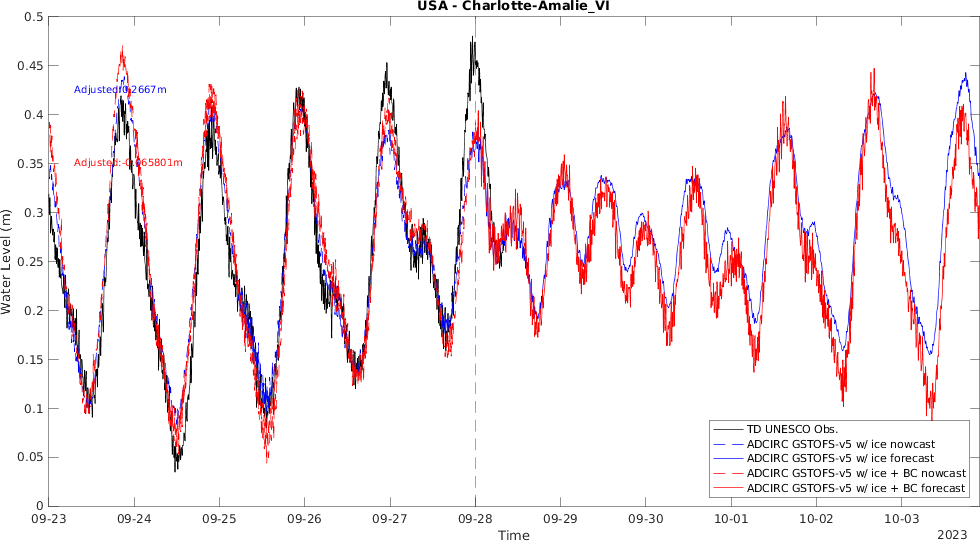 USA - Charlotte-Amalie_VI
0.5
0.45
0.4
0.35
0.3
0.25
0.2
0.15
0.1
0.05
0
Water Level (m)
Adjusted:0.2667m
09-23
09-24
09-25
09-26
09-27
09-28
09-29
09-30
10-01
10-02
10-03
Time
2023
TD UNESCO Obs.
ADCIRC GSTOFS-v5 w/ ice nowcast
ADCIRC GSTOFS-v5 w/ ice forecast
ADCIRC GSTOFS-v5 w/ ice + BC nowcast
ADCIRC GSTOFS-v5 w/ ice + BC forecast